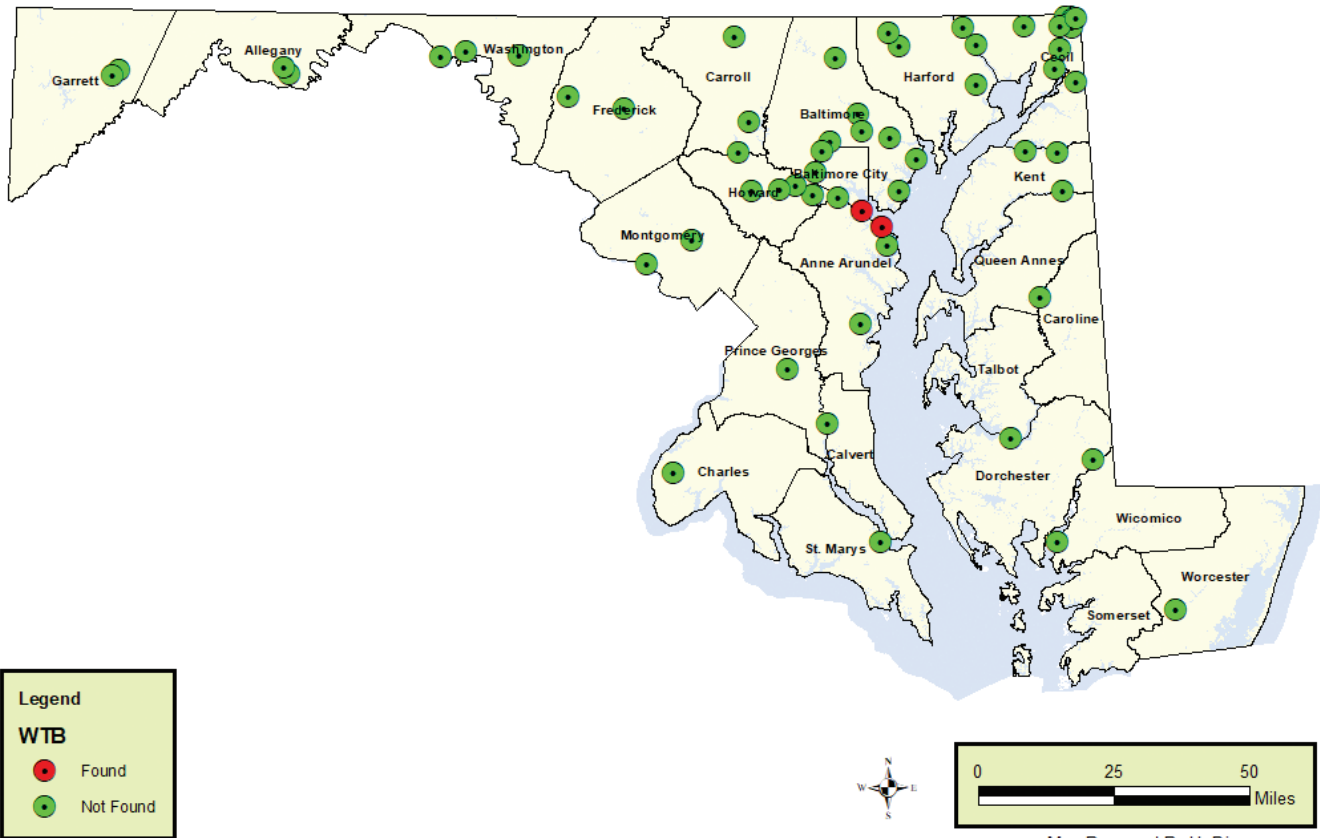 Garrett
Allegany
Washington
Frederick
Carroll
Baltimore
Harford
Cecil
Baltimore City
Howard
Kent
Montgomery
Anne Arundel
Queen Annes
Caroline
Prince Georges
Talbot
Calvert
Charles
Dorchester
St. Marys
Wicomico
Worcester
Somerset
Legend
WTB
Found
Not Found
N
W E
S
0 25 50
Miles